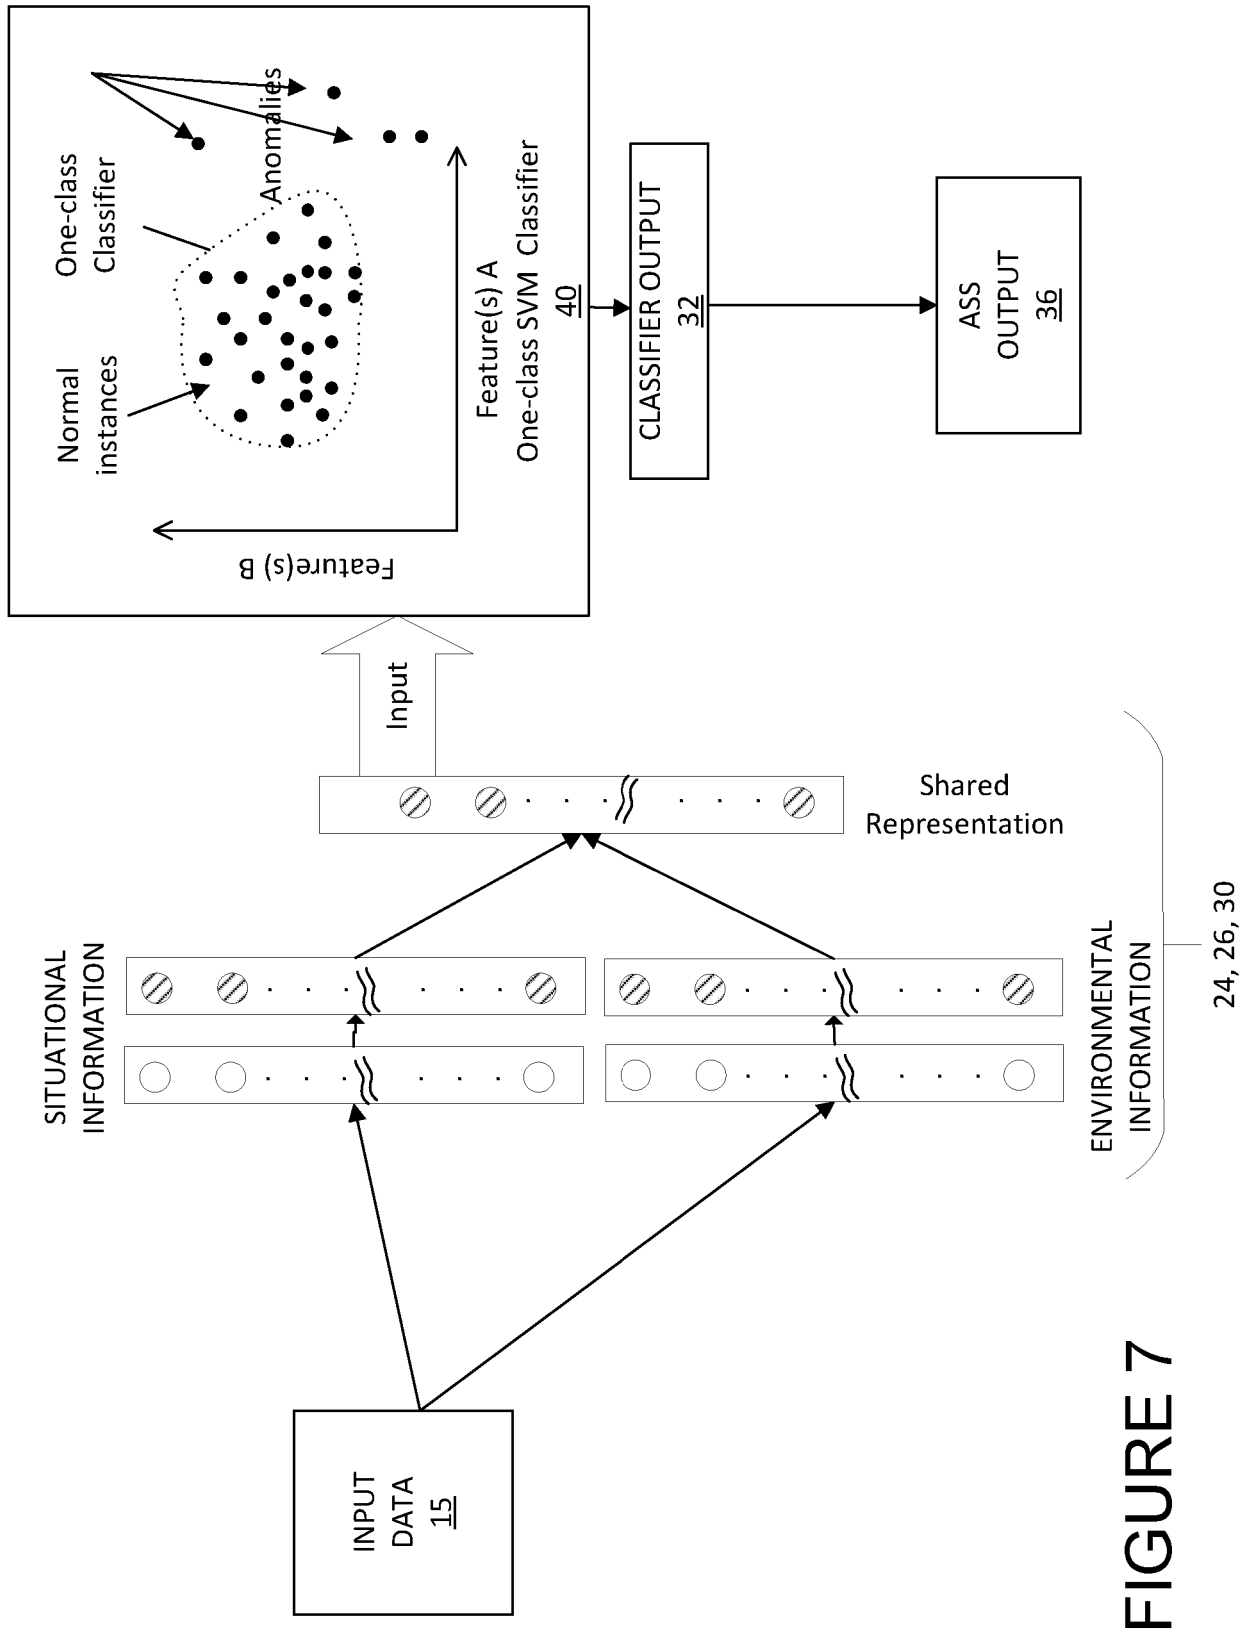 INPUT
DATA
15
SITUATIONAL
INFORMATION
ENVIRONMENTAL
INFORMATION
Shared
Representation
24, 26, 30
Input
Normal
instances
One-class
Classifier
Anomalies
Feature(s) B
Feature(s) A
One-class SVM Classifier
40
CLASSIFIER OUTPUT
32
ASS
OUTPUT
36
FIGURE 7